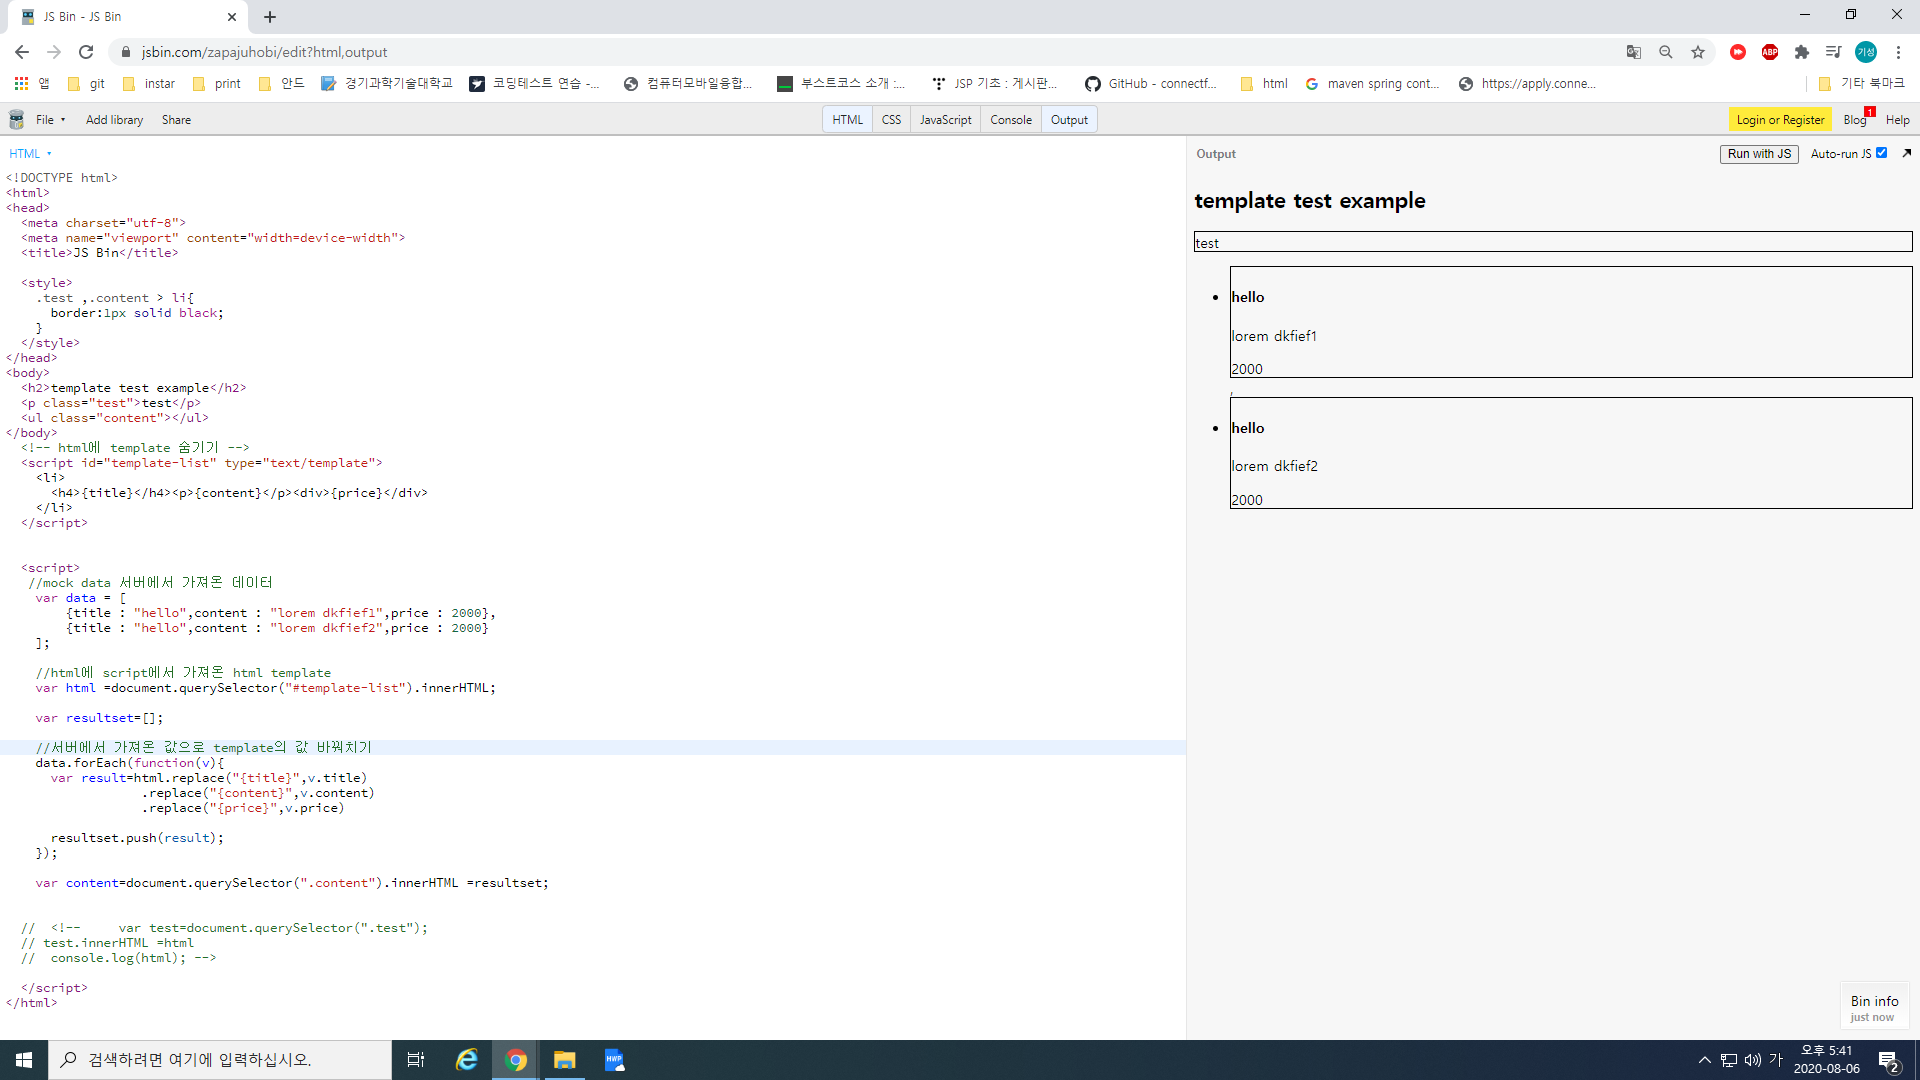 JS Bin - JS Bin
jsbin.com/zapajuhobi/edit?html,output
ABP
기성
앱
git
instar
print
안드
경기과학기술대학교
코딩테스트 연습 -...
컴퓨터모바일융합...
부스트코스 소개 :...
JSP 기초 : 게시판...
GitHub - connectf...
html
maven spring cont...
https://apply.conne...
기타 북마크
File
Add library
Share
HTML
CSS
JavaScript
Console
Output
Login or Register
Blog
1
Help
HTML
<!DOCTYPE html>
<html>
<head>
<meta charset="utf-8">
<meta name="viewport" content="width=device-width">
<title>JS Bin</title>
<style>
.test ,.content > li{
border:1px solid black;
}
</style>
</head>
<body>
<h2>template test example</h2>
<p class="test">test</p>
<ul class="content"></ul>
</body>
<!-- html에 template 숨기기 -->
<script id="template-list" type="text/template">
<li>
<h4>{title}</h4><p>{content}</p><div>{price}</div>
</li>
</script>
<script>
//mock data 서버에서 가져온 데이터
var data = [
{title : "hello",content : "lorem dkfief1",price : 2000},
{title : "hello",content : "lorem dkfief2",price : 2000}
];
//html에 script에서 가져온 html template
var html =document.querySelector("#template-list").innerHTML;
var resultset=[];
//서버에서 가져온 값으로 template의 값 바꿔치기
data.forEach(function(v){
var result=html.replace("{title}",v.title)
.replace("{content}",v.content)
.replace("{price}",v.price)
resultset.push(result);
});
var content=document.querySelector(".content").innerHTML =resultset;
// <!-- var test=document.querySelector(".test");
// test.innerHTML =html
// console.log(html); -->
</script>
</html>
Output
Run with JS
Auto-run JS
template test example
test
hello
lorem dkfief1
2000
,
hello
lorem dkfief2
2000
Bin info
just now
검색하려면 여기에 입력하십시오.
HWP
가
오후 5:41
2020-08-06
2